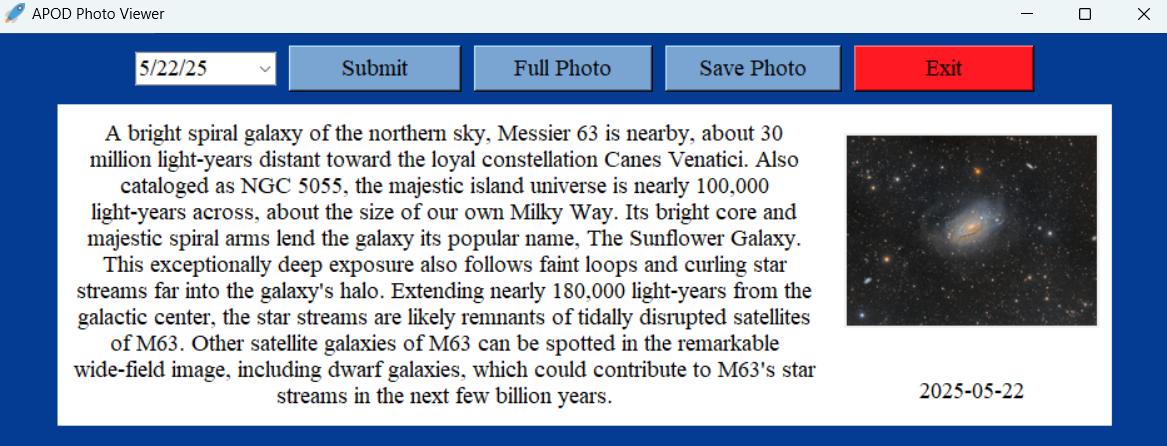 APOD Photo Viewer
5/22/25
Submit
Full Photo
Save Photo
Exit
A bright spiral galaxy of the northern sky, Messier 63 is nearby, about 30
million light-years distant toward the loyal constellation Canes Venatici. Also
cataloged as NGC 5055, the majestic island universe is nearly 100,000
light-years across, about the size of our own Milky Way. Its bright core and
majestic spiral arms lend the galaxy its popular name, The Sunflower Galaxy.
This exceptionally deep exposure also follows faint loops and curling star
streams far into the galaxy's halo. Extending nearly 180,000 light-years from the
galactic center, the star streams are likely remnants of tidally disrupted satellites
of M63. Other satellite galaxies of M63 can be spotted in the remarkable
wide-field image, including dwarf galaxies, which could contribute to M63's star
streams in the next few billion years.
2025-05-22